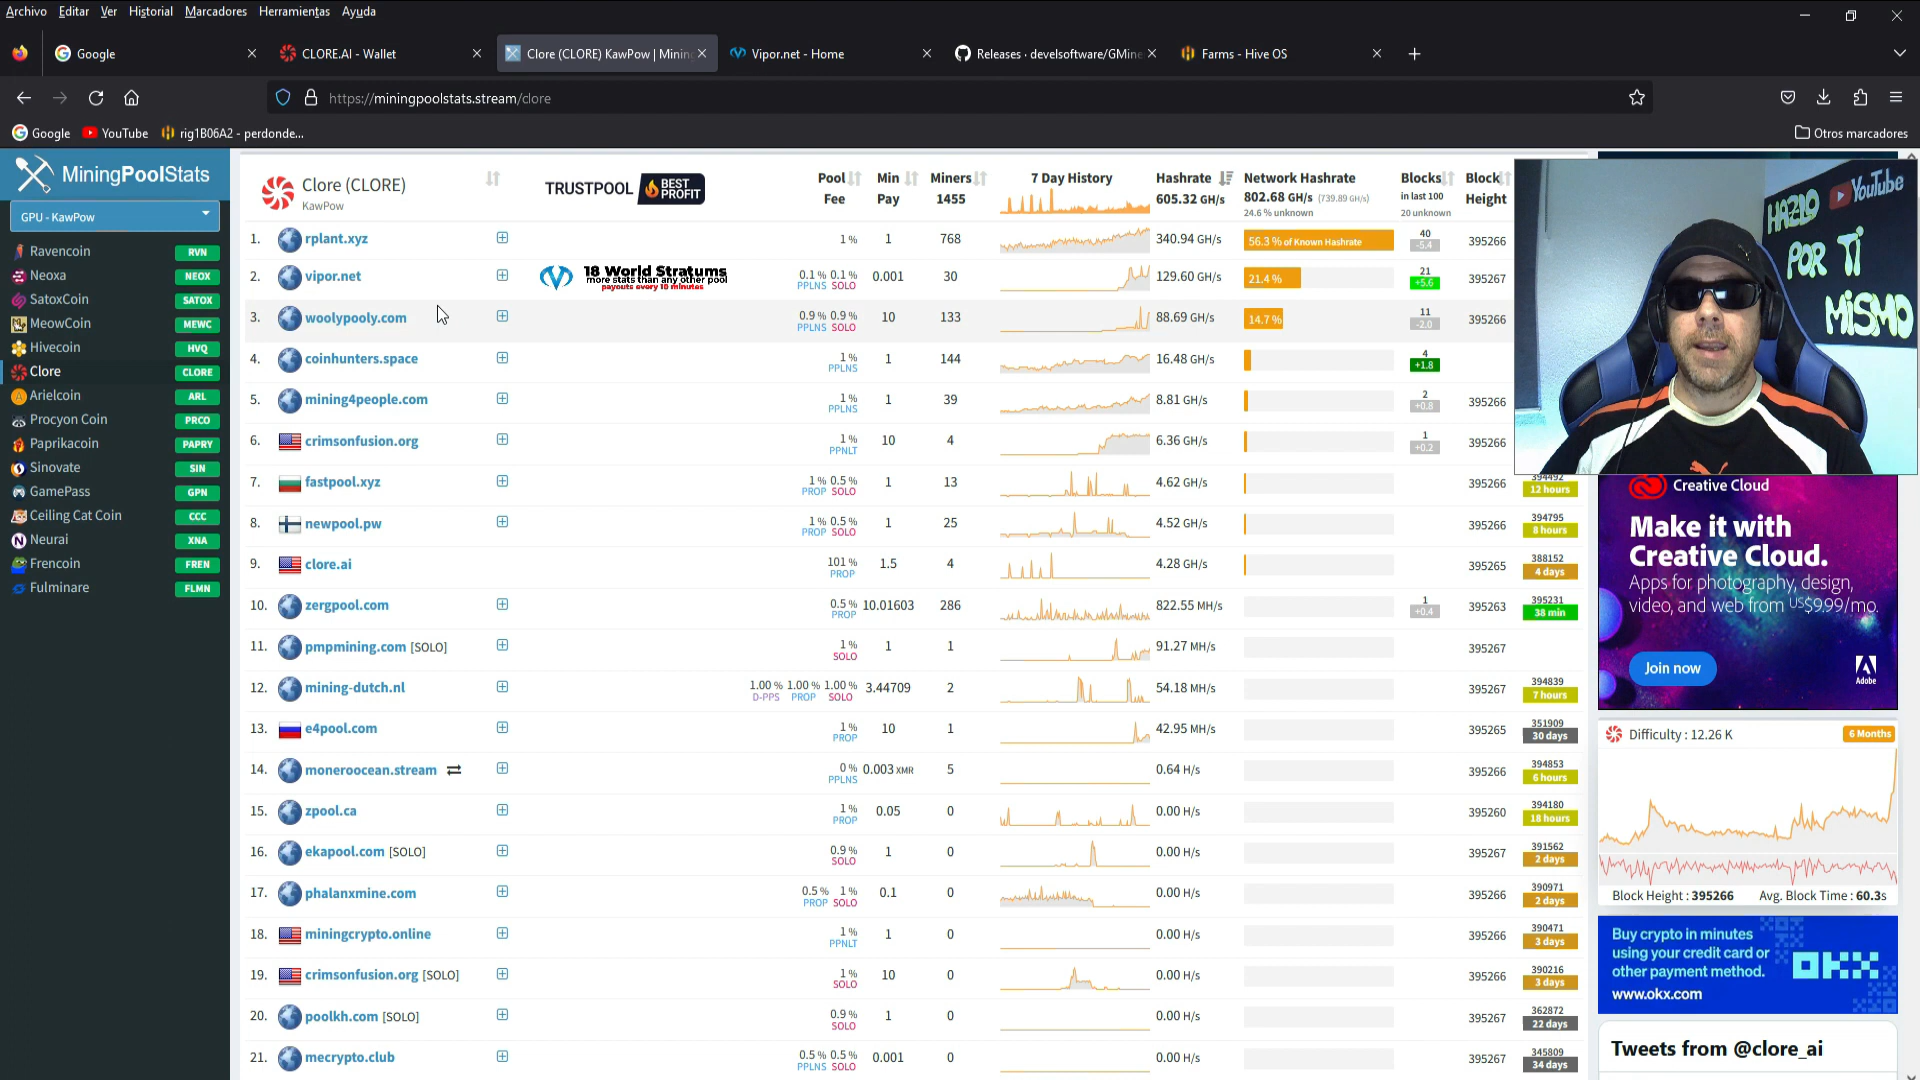 Archivo Editar Ver Historial Marcadores Herramientas Ayuda
Google
CLORE.AI - Wallet
Clore (CLORE) KawPow | Mining
Vipor.net - Home
Releases · develsoftware/GMine
Farms - Hive OS
https://miningpoolstats.stream/clore
Google YouTube rig1B06A2 - perdonde... Otros marcadores
MiningPoolStats
GPU - KawPow
Ravencoin RVN
Neoxa NEOX
SatoxCoin SATOX
MeowCoin MEWC
Hivecoin HVQ
Clore CLORE
Arielcoin ARL
Procyon Coin PRCO
Paprikacoin PAPRY
Sinovate SIN
GamePass GPN
Ceiling Cat Coin CCC
Neurai XNA
Frencoin FREN
Fulminare FLMN
Clore (CLORE)
KawPow
TRUSTPOOL BEST PROFIT
Pool Fee
Min Pay
Miners 1455
7 Day History
Hashrate 605.32 GH/s
Network Hashrate
802.68 GH/s (739.89 GH/s)
24.6 % unknown
Blocks
in last 100
20 unknown
Block Height
1. rplant.xyz 1 % 1 768 340.94 GH/s 56.3 % of Known Hashrate 40 -5.4 395266
2. vipor.net 18 World Stratums more stats than any other pool payouts every 10 minutes 0.1 % PPLNS 0.1 % SOLO 0.001 30 129.60 GH/s 21.4 % 21 +5.6 395267
3. woolypooly.com 0.9 % PPLNS 0.9 % SOLO 10 133 88.69 GH/s 14.7 % 11 -2.0 395266
4. coinhunters.space 1 % PPLNS 1 144 16.48 GH/s 4 +1.8
5. mining4people.com 1 % PPLNS 1 39 8.81 GH/s 2 +0.8 395266
6. crimsonfusion.org 1 % PPNLT 10 4 6.36 GH/s 1 +0.2 395266
7. fastpool.xyz 1 % PROP 0.5 % SOLO 1 13 4.62 GH/s 395266 394492 12 hours
8. newpool.pw 1 % PROP 0.5 % SOLO 1 25 4.52 GH/s 395266 394795 8 hours
9. clore.ai 101 % PROP 1.5 4 4.28 GH/s 395265 388152 4 days
10. zergpool.com 0.5 % PROP 10.01603 286 822.55 MH/s 1 +0.4 395263 395231 38 min
11. pmpmining.com [SOLO] 1 % SOLO 1 1 91.27 MH/s 395267
12. mining-dutch.nl 1.00 % D-PPS 1.00 % PROP 1.00 % SOLO 3.44709 2 54.18 MH/s 395267 394839 7 hours
13. e4pool.com 1 % PROP 10 1 42.95 MH/s 395265 351909 30 days
14. moneroocean.stream 0 % PPLNS 0.003 XMR 5 0.64 H/s 395266 394853 6 hours
15. zpool.ca 1 % PROP 0.05 0 0.00 H/s 395260 394180 18 hours
16. ekapool.com [SOLO] 0.9 % SOLO 1 0 0.00 H/s 395267 391562 2 days
17. phalanxmine.com 0.5 % PROP 1 % SOLO 0.1 0 0.00 H/s 395266 390971 2 days
18. miningcrypto.online 1 % PPNLT 1 0 0.00 H/s 395266 390471 3 days
19. crimsonfusion.org [SOLO] 1 % SOLO 10 0 0.00 H/s 395266 390216 3 days
20. poolkh.com [SOLO] 0.9 % SOLO 1 0 0.00 H/s 395267 362872 22 days
21. mecrypto.club 0.5 % PPLNS 0.5 % SOLO 0.001 0 0.00 H/s 395267 345809 34 days
HAZLO
POR TI
MISMO
YouTube
Creative Cloud
Make it with
Creative Cloud.
Apps for photography, design,
video, and web from US$9.99/mo.
Join now
Adobe
Difficulty : 12.26 K 6 Months
Block Height : 395266 Avg. Block Time : 60.3s
Buy crypto in minutes
using your credit card or
other payment method.
www.okx.com
OKX
Tweets from @clore_ai